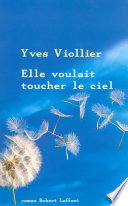 Yves Viollier
Elle voulait
toucher le ciel
roman Robert Laffont